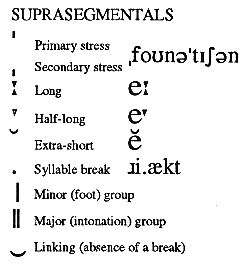 SUPRASEGMENTALS
ˈ Primary stress
ˌfoʊnəˈtɪʃən
ˌ Secondary stress
ː Long eː
ˑ Half-long eˑ
˘ Extra-short ĕ
. Syllable break ɹi.ækt
| Minor (foot) group
‖ Major (intonation) group
‿ Linking (absence of a break)